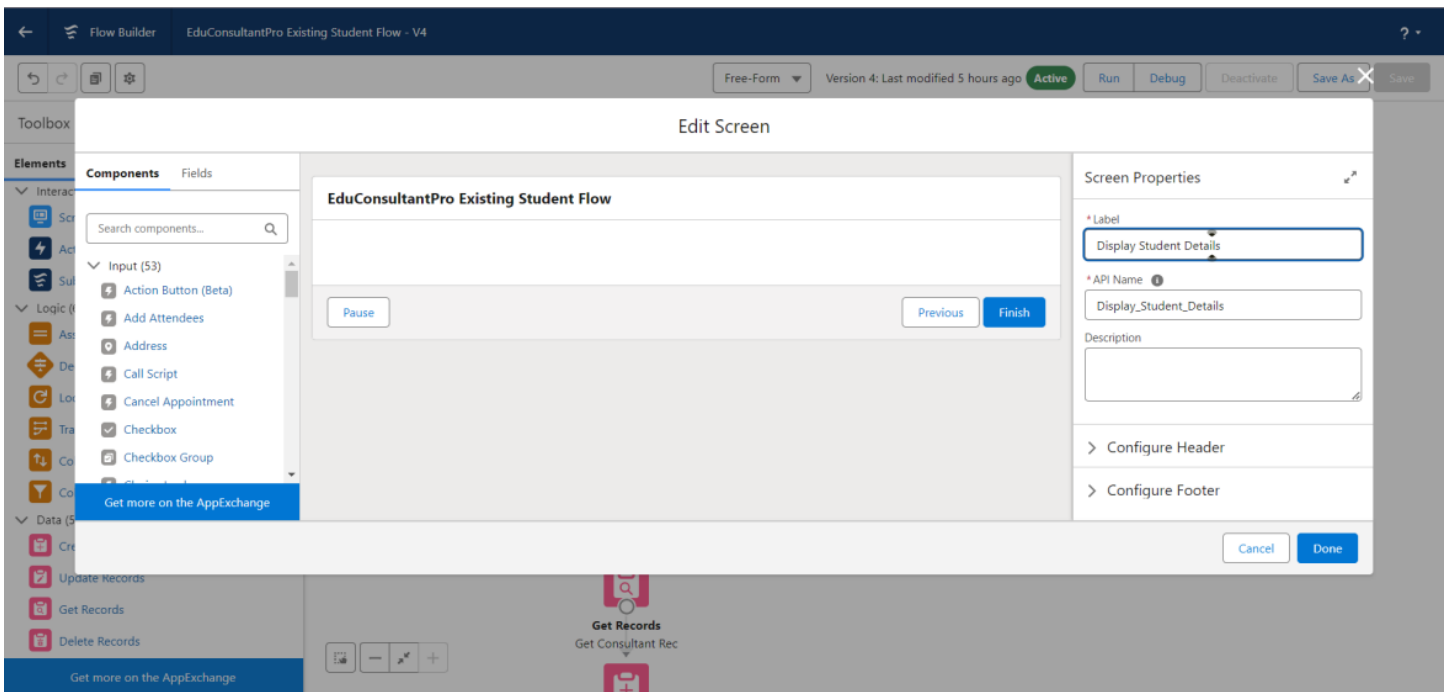 Flow Builder EduConsultantPro Existing Student Flow - V4 ?
Free-Form Version 4: Last modified 5 hours ago Active Run Debug Deactivate Save As Save
Toolbox
Edit Screen
Elements
Components Fields
Search components...
Input (53)
Action Button (Beta)
Add Attendees
Address
Call Script
Cancel Appointment
Checkbox
Checkbox Group
Get more on the AppExchange
EduConsultantPro Existing Student Flow
Pause Previous Finish
Screen Properties
* Label
Display Student Details
* API Name
Display_Student_Details
Description
Configure Header
Configure Footer
Cancel Done
Update Records
Get Records
Delete Records
Get more on the AppExchange
Get Records
Get Consultant Rec